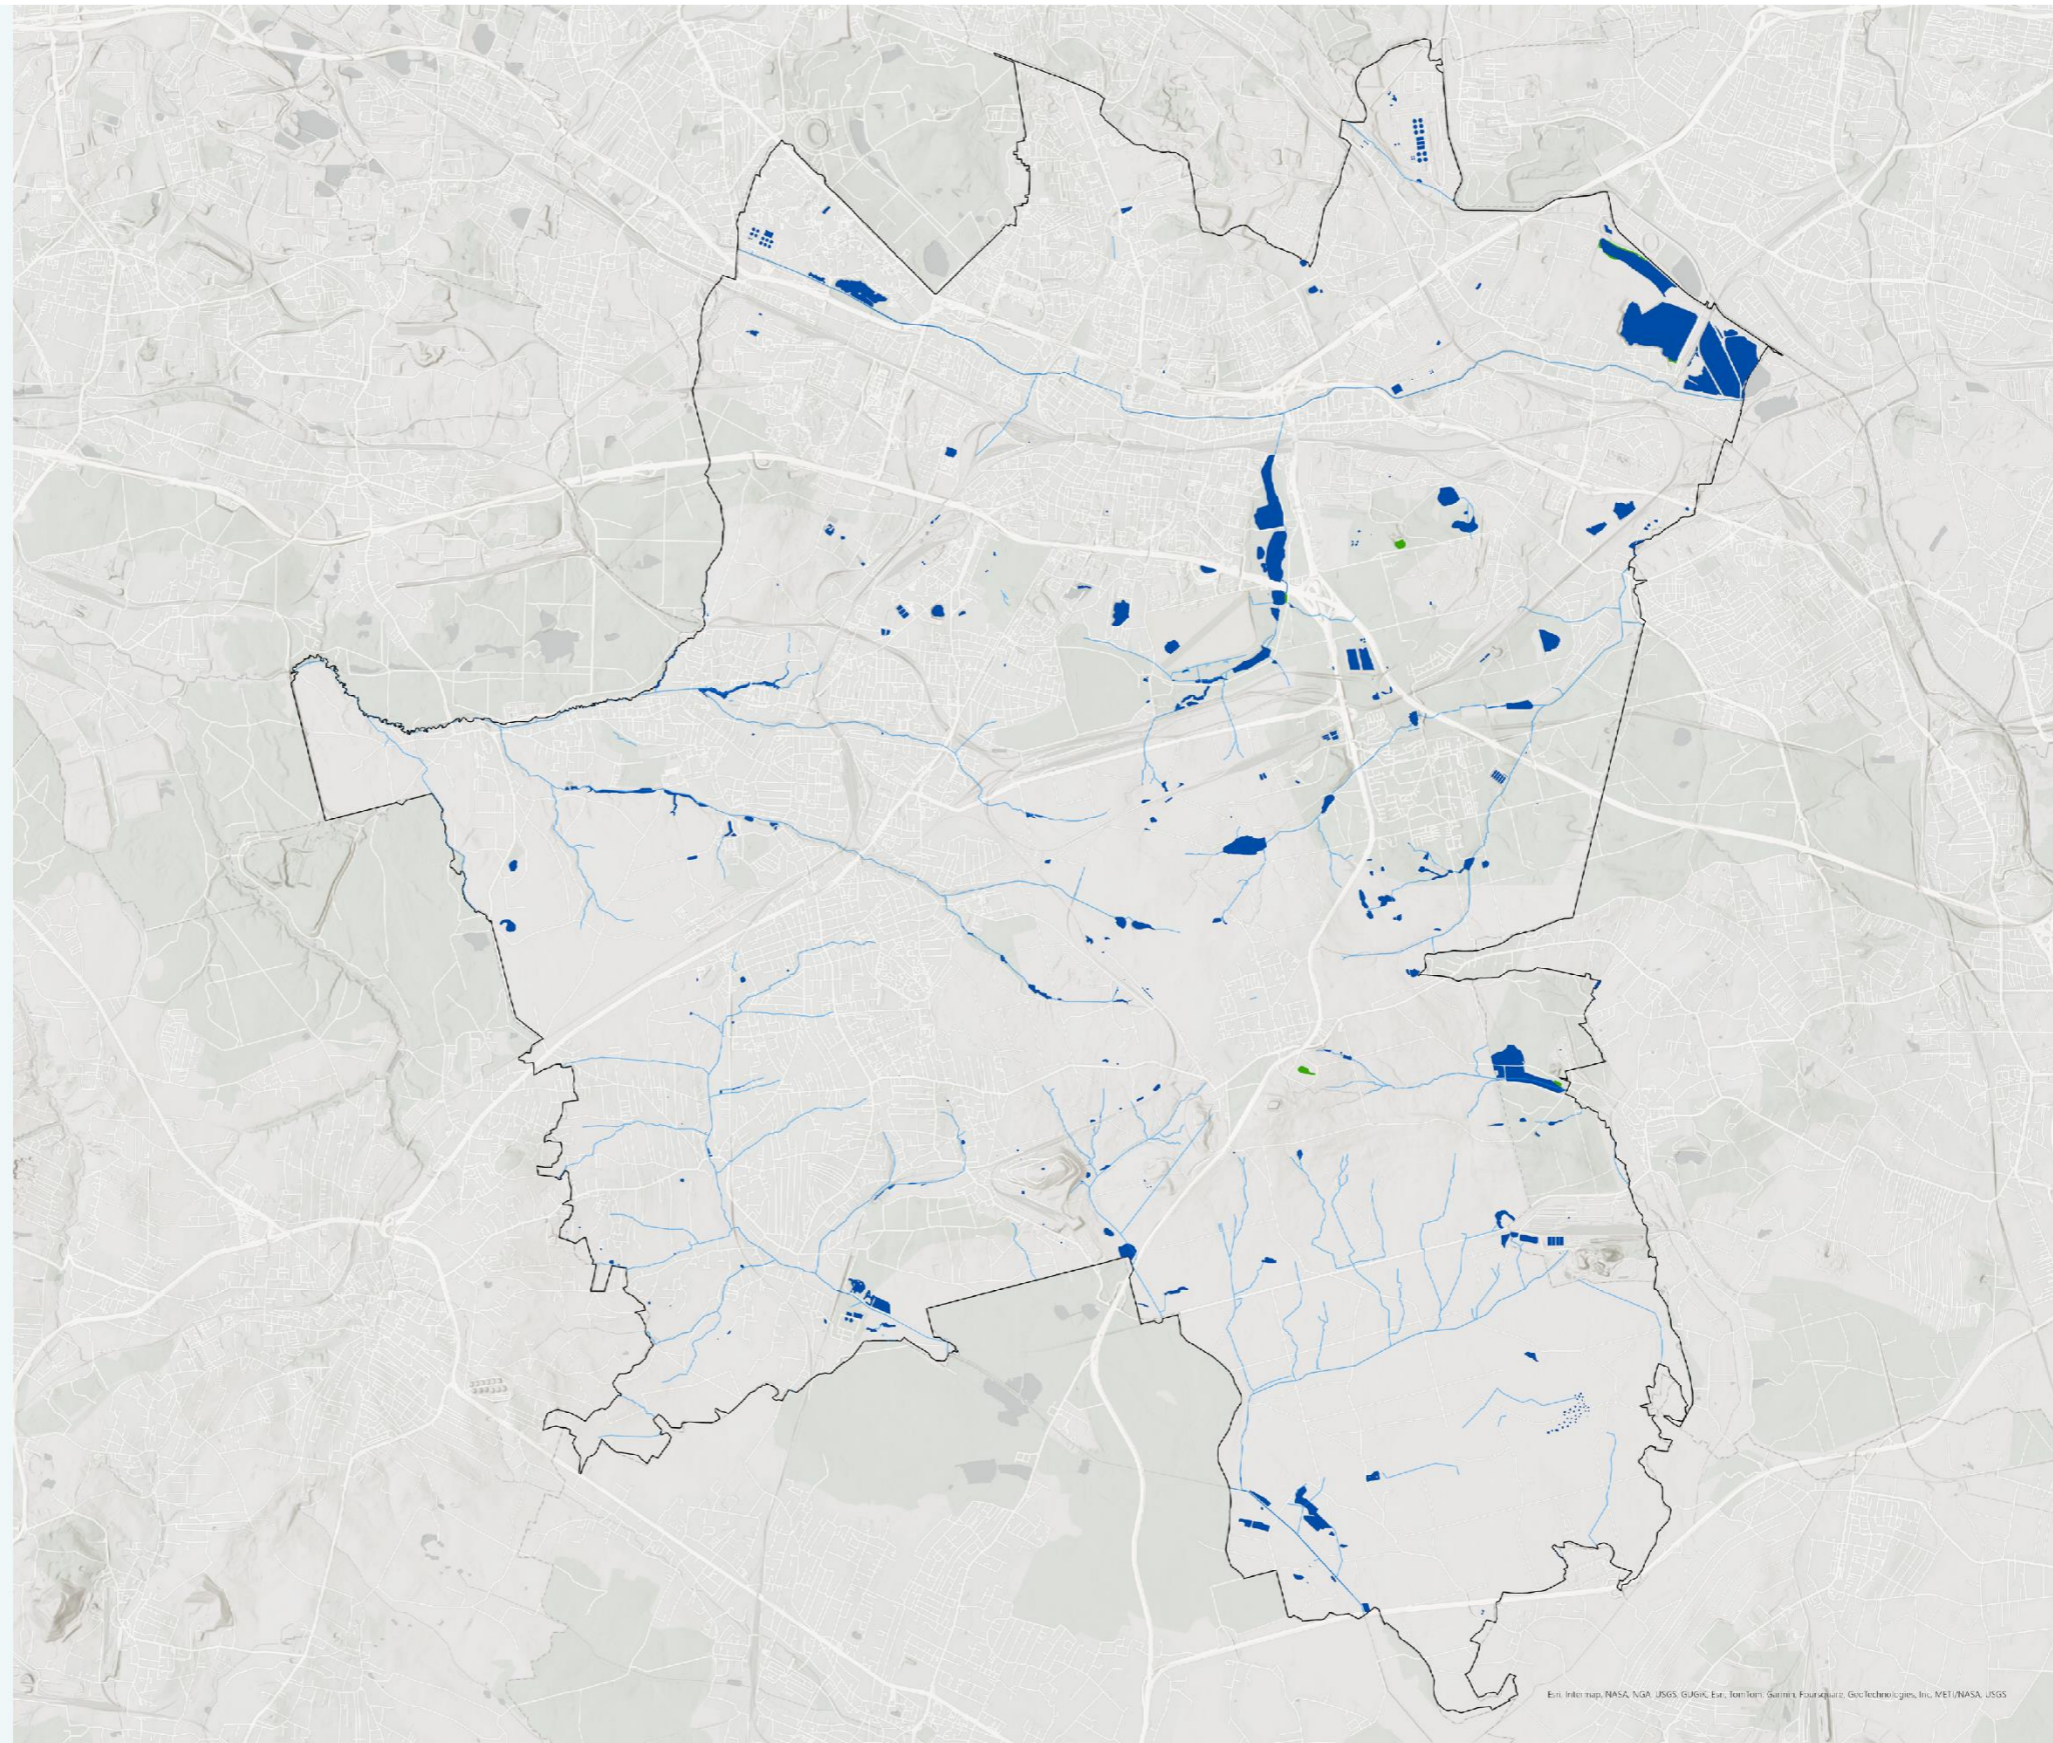 Esri, Intermap, NASA, NGA, USGS, GUGiK, Esri, TomTom, Garmin, Foursquare, GeoTechnologies, Inc, METI/NASA, USGS